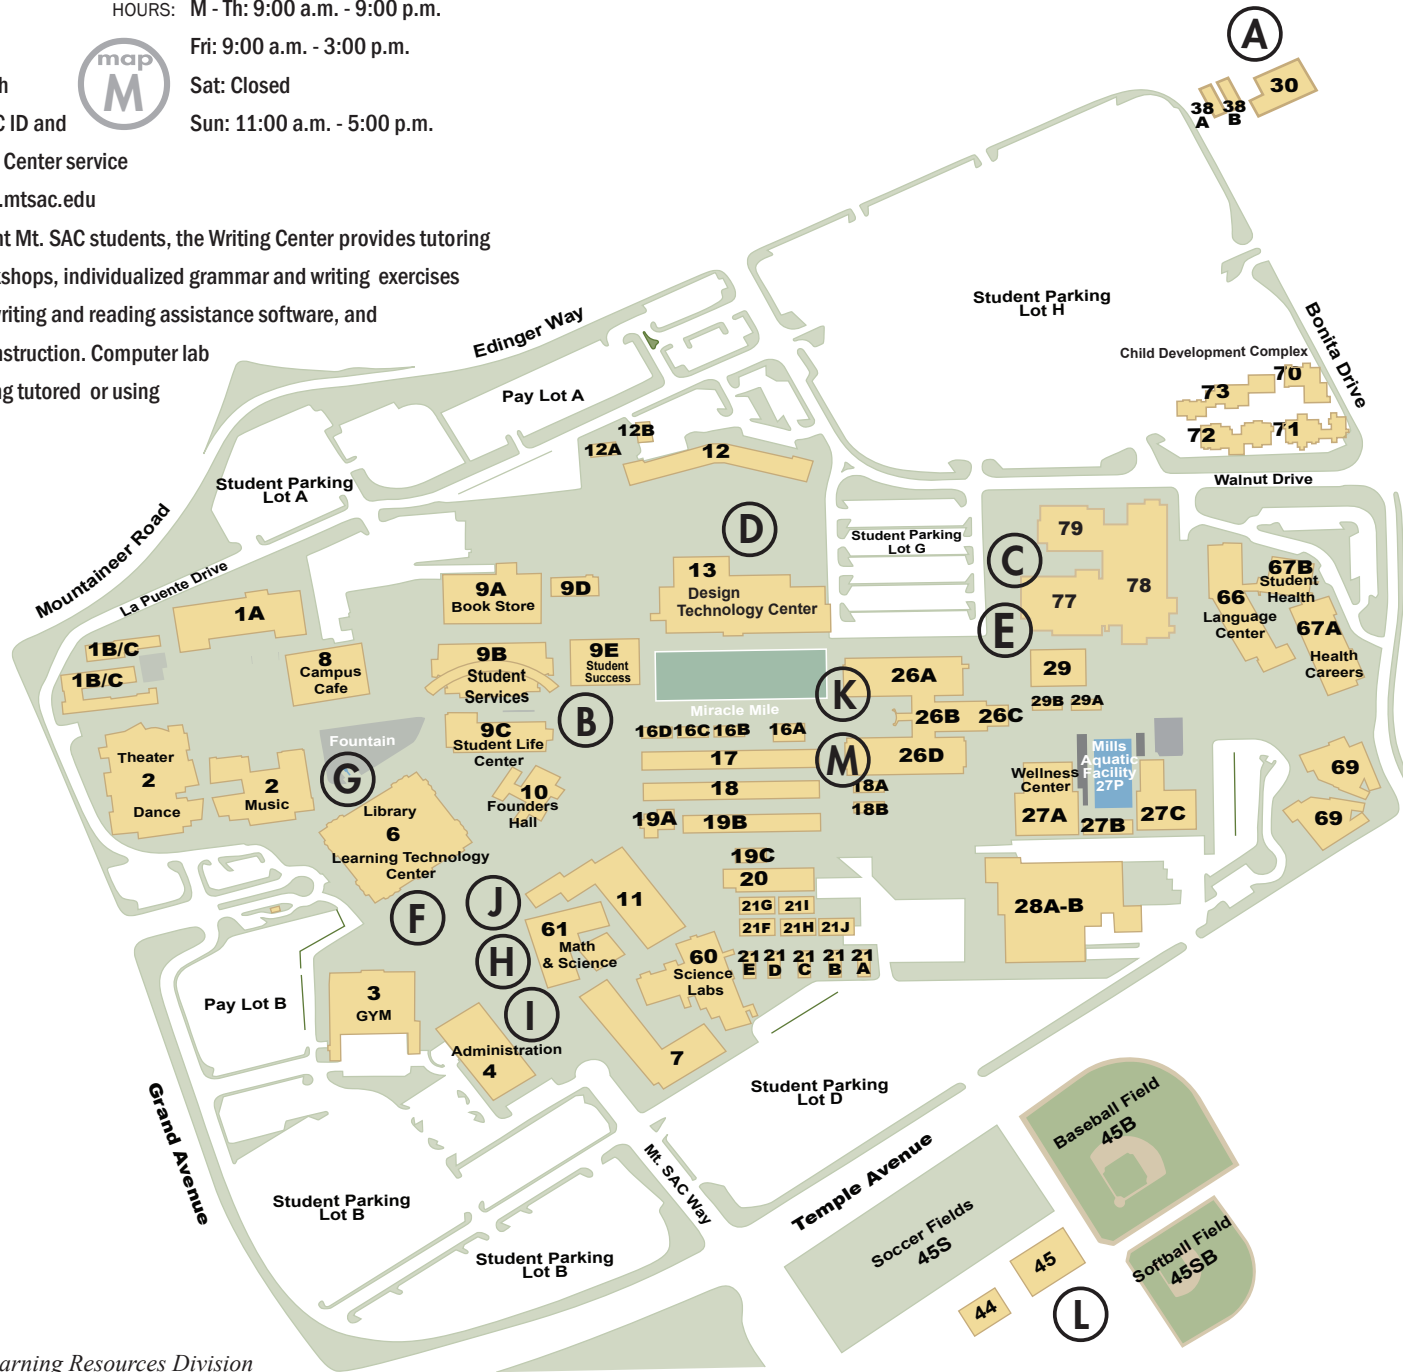 HOURS: M - Th: 9:00 a.m. - 9:00 p.m.
Fri: 9:00 a.m. - 3:00 p.m.
map
M
Sat: Closed
C ID and
Sun: 11:00 a.m. - 5:00 p.m.
Center service
.mtsac.edu
nt Mt. SAC students, the Writing Center provides tutoring
kshops, individualized grammar and writing exercises
writing and reading assistance software, and
nstruction. Computer lab
ng tutored or using
A
30
38
A
38
B
Student Parking
Lot H
Bonita Drive
Edinger Way
Child Development Complex
70
73
72
71
Walnut Drive
Pay Lot A
12B
12A
12
Student Parking
Lot A
Mountaineer Road
La Puente Drive
D
Student Parking
Lot G
C
79
78
77
E
66
Language
Center
67B
Student
Health
67A
Health
Careers
13
Design
Technology Center
9A
Book Store
9D
1A
1B/C
1B/C
8
Campus
Cafe
9B
Student
Services
9E
Student
Success
Miracle Mile
K
26A
29
29B
29A
26B
26C
B
9C
Student Life
Center
16D
16C
16B
16A
17
M
26D
Fountain
G
Theater
2
Dance
2
Music
18
18A
18B
Mills
Aquatic
Facility
27P
Wellness
Center
27A
27B
27C
69
69
10
Founders
Hall
Library
6
Learning Technology
Center
19A
19B
19C
20
21G
21I
21F
21H
21J
28A-B
F
J
11
H
61
Math
& Science
60
Science
Labs
21
E
21
D
21
C
21
B
21
A
I
Pay Lot B
3
GYM
Administration
4
7
Student Parking
Lot D
Grand Avenue
Mt. SAC Way
Temple Avenue
Baseball Field
45B
Student Parking
Lot B
Student Parking
Lot B
Soccer Fields
45S
Softball Field
45SB
45
44
L
arning Resources Division